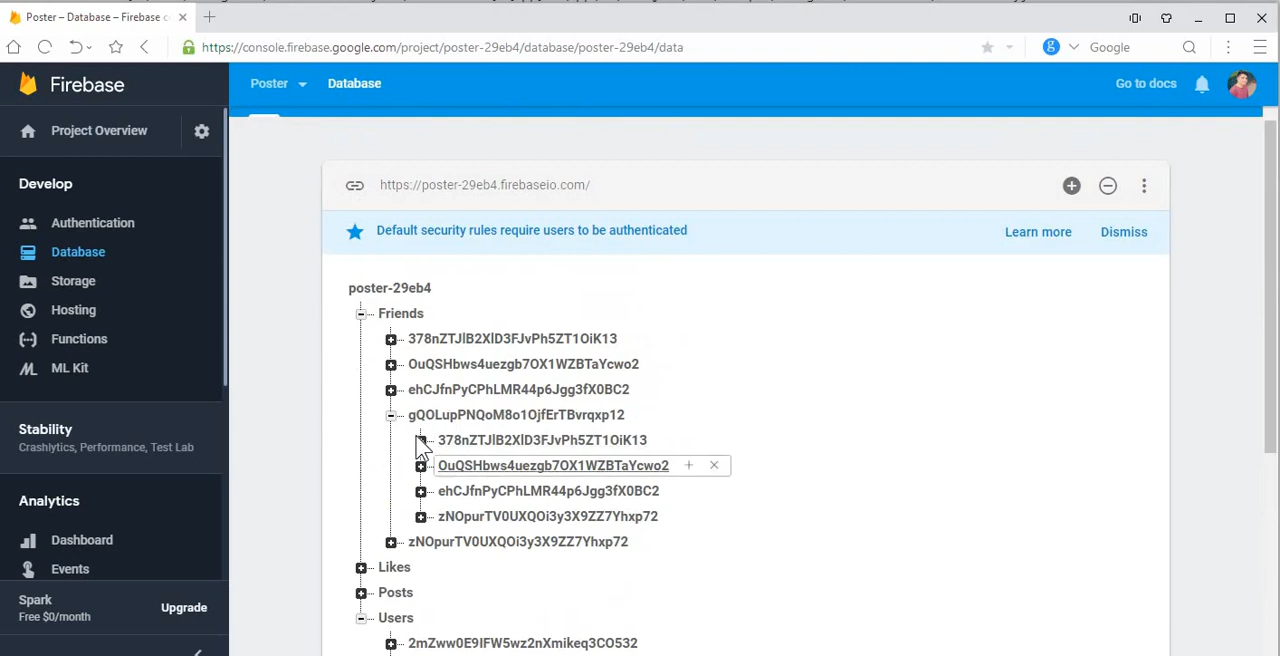 Poster – Database – Firebase c
https://console.firebase.google.com/project/poster-29eb4/database/poster-29eb4/data
Google
Firebase
Poster
Database
Go to docs
Project Overview
Develop
Authentication
Database
Storage
Hosting
Functions
ML Kit
Stability
Crashlytics, Performance, Test Lab
Analytics
Dashboard
Events
Spark
Free $0/month
Upgrade
https://poster-29eb4.firebaseio.com/
Default security rules require users to be authenticated
Learn more
Dismiss
poster-29eb4
Friends
378nZTJlB2XlD3FJvPh5ZT1OiK13
OuQSHbws4uezgb7OX1WZBTaYcwo2
ehCJfnPyCPhLMR44p6Jgg3fX0BC2
gQOLupPNQoM8o1OjfErTBvrqxp12
378nZTJlB2XlD3FJvPh5ZT1OiK13
OuQSHbws4uezgb7OX1WZBTaYcwo2
ehCJfnPyCPhLMR44p6Jgg3fX0BC2
zNOpurTV0UXQOi3y3X9ZZ7Yhxp72
zNOpurTV0UXQOi3y3X9ZZ7Yhxp72
Likes
Posts
Users
2mZww0E9IFW5wz2nXmikeq3CO532